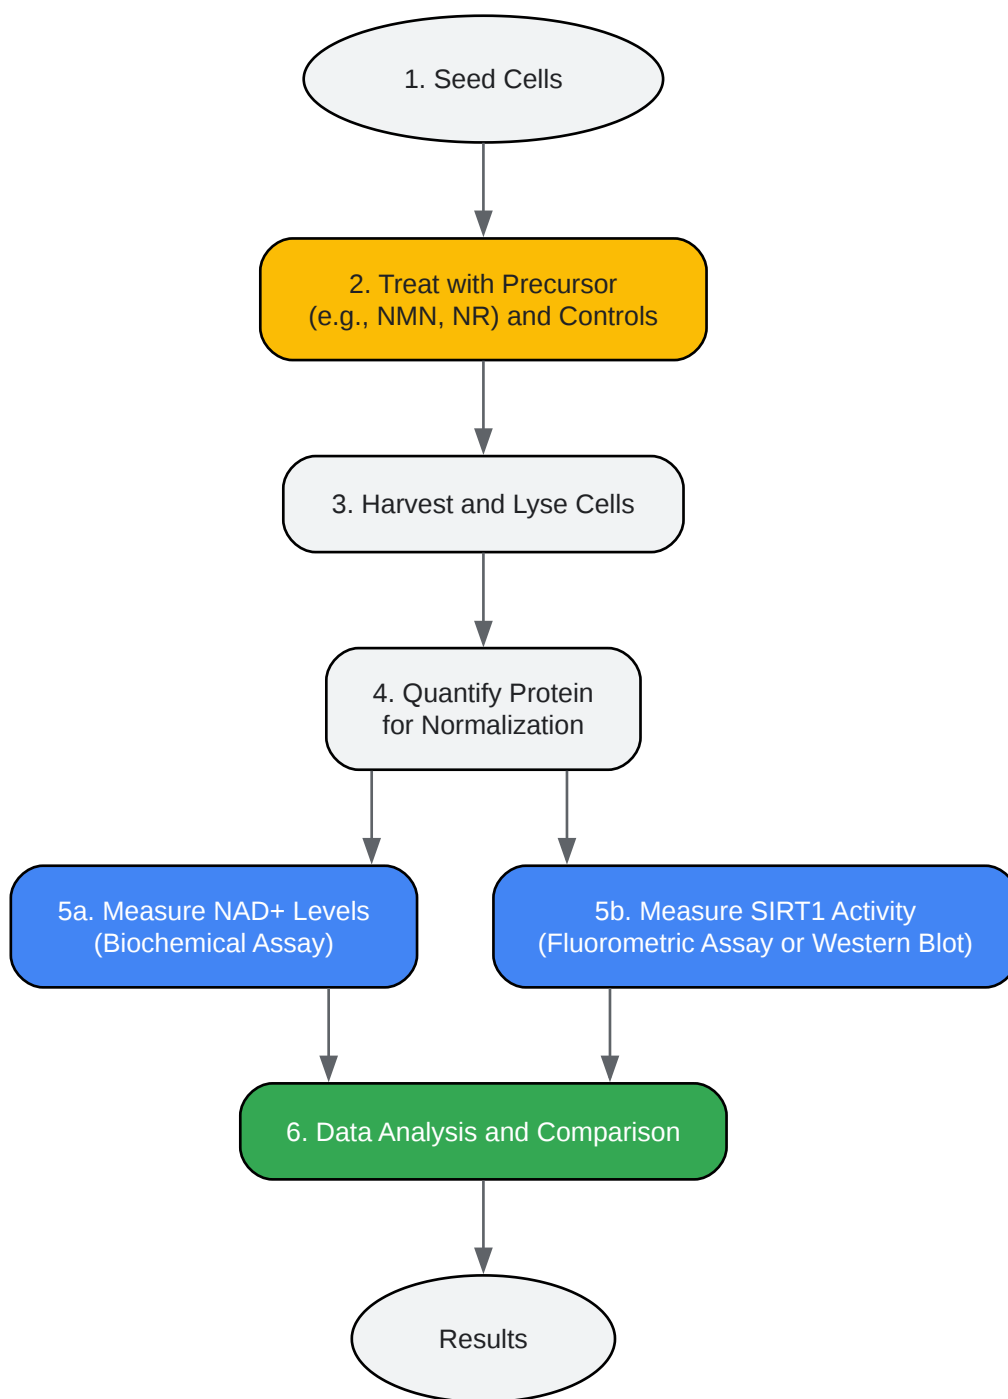 1. Seed Cells
2. Treat with Precursor
(e.g., NMN, NR) and Controls
3. Harvest and Lyse Cells
4. Quantify Protein
for Normalization
5a. Measure NAD+ Levels
(Biochemical Assay)
5b. Measure SIRT1 Activity
(Fluorometric Assay or Western Blot)
6. Data Analysis and Comparison
Results